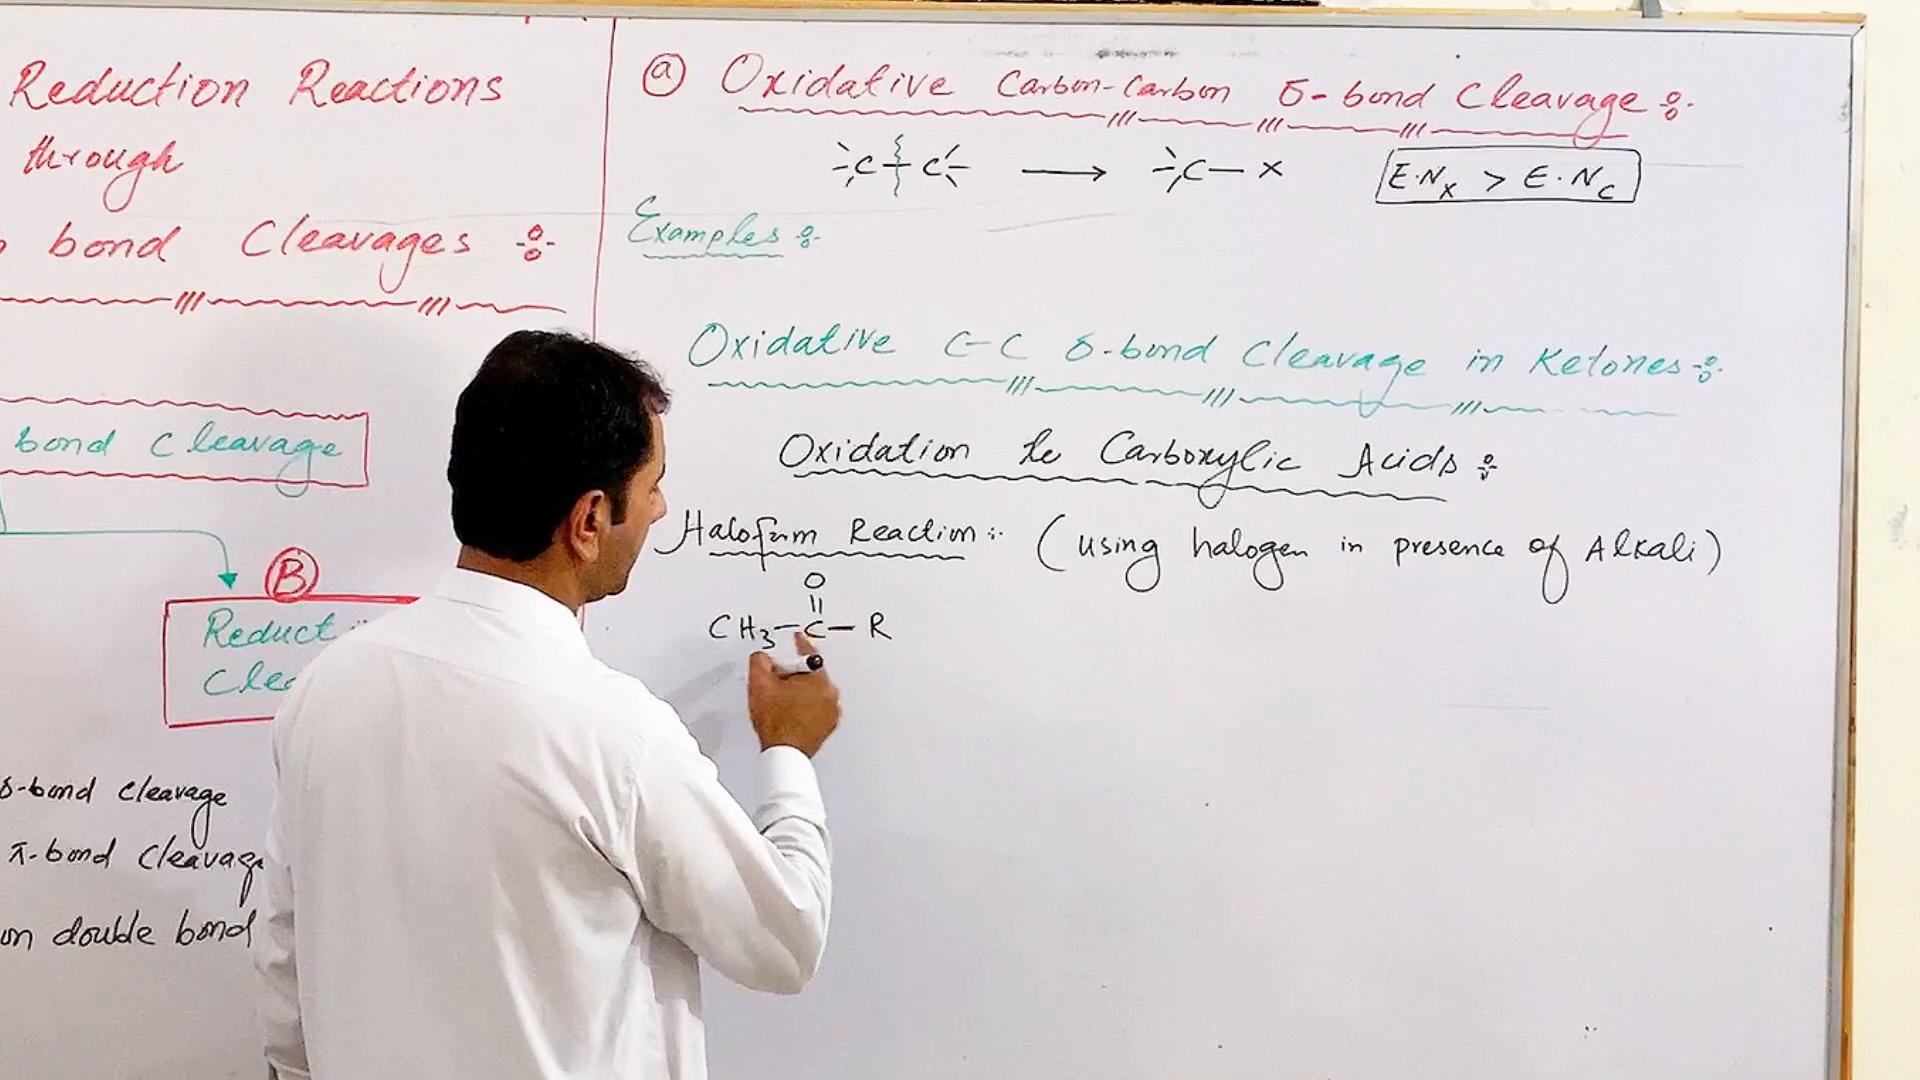 Reduction Reactions
through
bond Cleavages :-
bond Cleavage
B
Reduct
Clea
σ-bond cleavage
π-bond cleavage
on double bond
(a) Oxidative Carbon-Carbon σ-bond Cleavage :-
C + C → C - X E.N_X > E.N_C
Examples :-
Oxidative C-C σ-bond Cleavage in Ketones :-
Oxidation to Carboxylic Acids :-
Haloform Reaction :- (using halogen in presence of Alkali)
O
||
CH3 - C - R